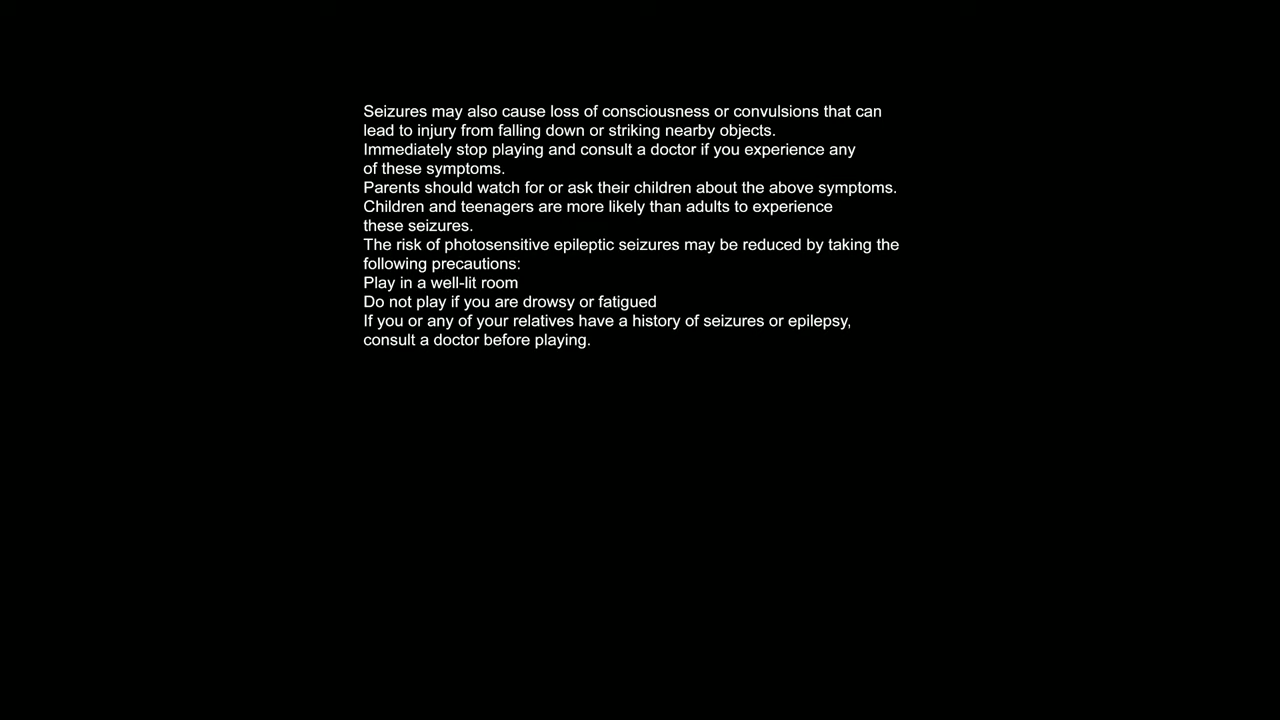 Seizures may also cause loss of consciousness or convulsions that can
lead to injury from falling down or striking nearby objects.
Immediately stop playing and consult a doctor if you experience any
of these symptoms.
Parents should watch for or ask their children about the above symptoms.
Children and teenagers are more likely than adults to experience
these seizures.
The risk of photosensitive epileptic seizures may be reduced by taking the
following precautions:
Play in a well-lit room
Do not play if you are drowsy or fatigued
If you or any of your relatives have a history of seizures or epilepsy,
consult a doctor before playing.